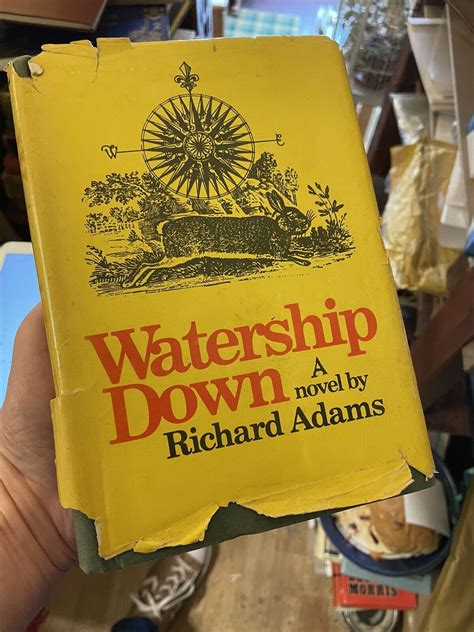 W E
Watership
Down
A
novel by
Richard Adams
MORRIS